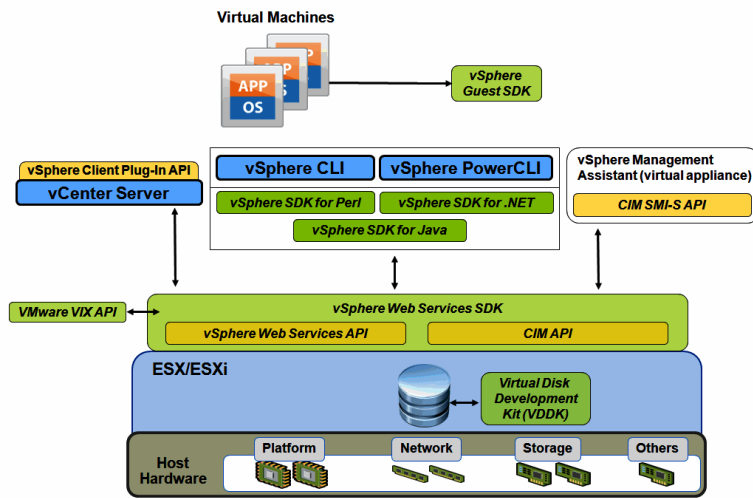 Virtual Machines
APP
OS
APP
APP
OS
vSphere
Guest SDK
vSphere Client Plug-In API
vCenter Server
vSphere CLI
vSphere PowerCLI
vSphere SDK for Perl
vSphere SDK for .NET
vSphere SDK for Java
vSphere Management
Assistant (virtual appliance)
CIM SMI-S API
VMware VIX API
vSphere Web Services SDK
vSphere Web Services API
CIM API
ESX/ESXi
Virtual Disk
Development
Kit (VDDK)
Host
Hardware
Platform
Network
Storage
Others